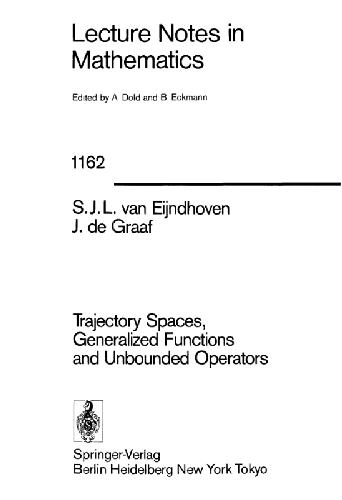 Lecture Notes in
Mathematics
Edited by A. Dold and B. Eckmann
1162
S.J.L. van Eijndhoven
J. de Graaf
Trajectory Spaces,
Generalized Functions
and Unbounded Operators
Springer-Verlag
Berlin Heidelberg New York Tokyo